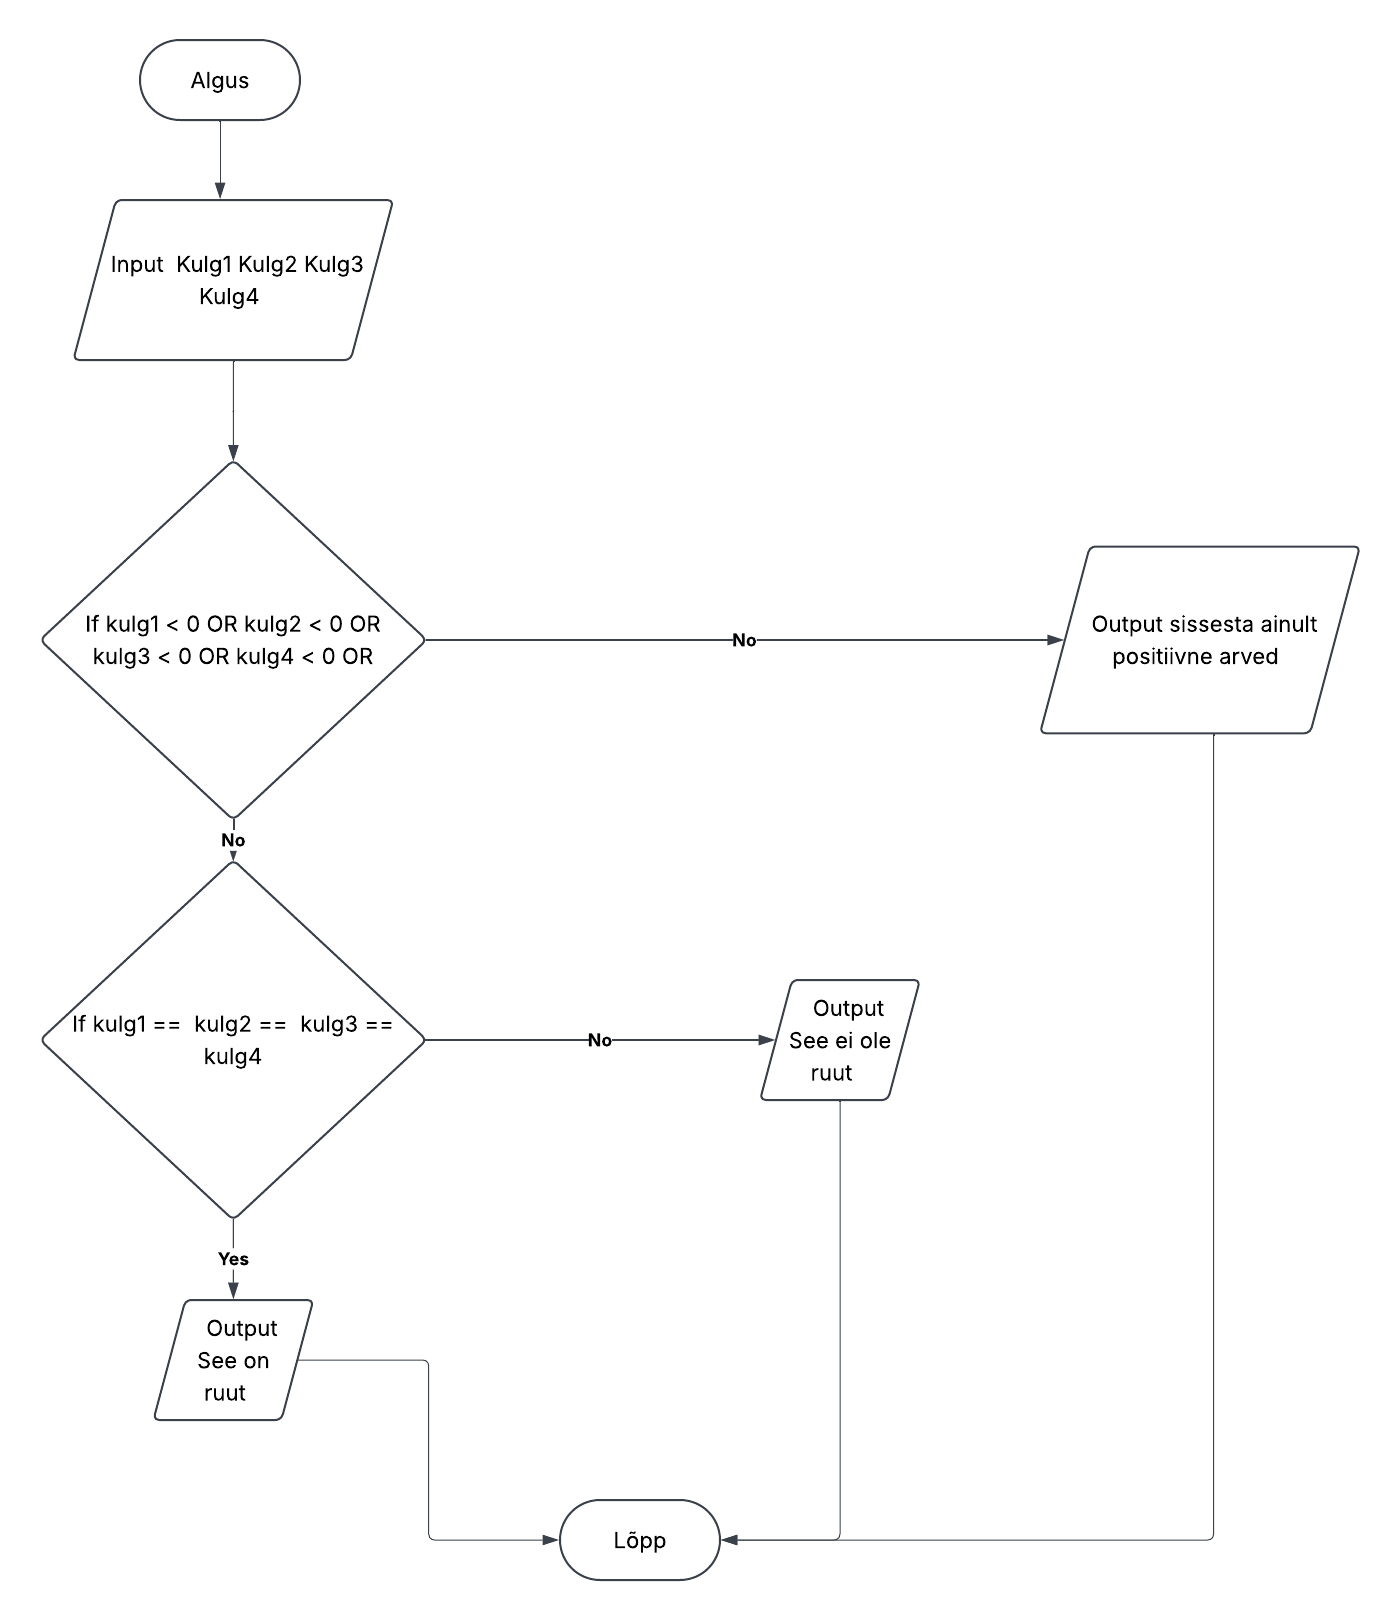 Algus
Input  Kulg1 Kulg2 Kulg3
Kulg4
If kulg1 < 0 OR kulg2 < 0 OR
kulg3 < 0 OR kulg4 < 0 OR
No
Output sissesta ainult
positiivne arved
No
If kulg1 ==  kulg2 ==  kulg3 ==
kulg4
No
Output
See ei ole
ruut
Yes
Output
See on
ruut
Lõpp